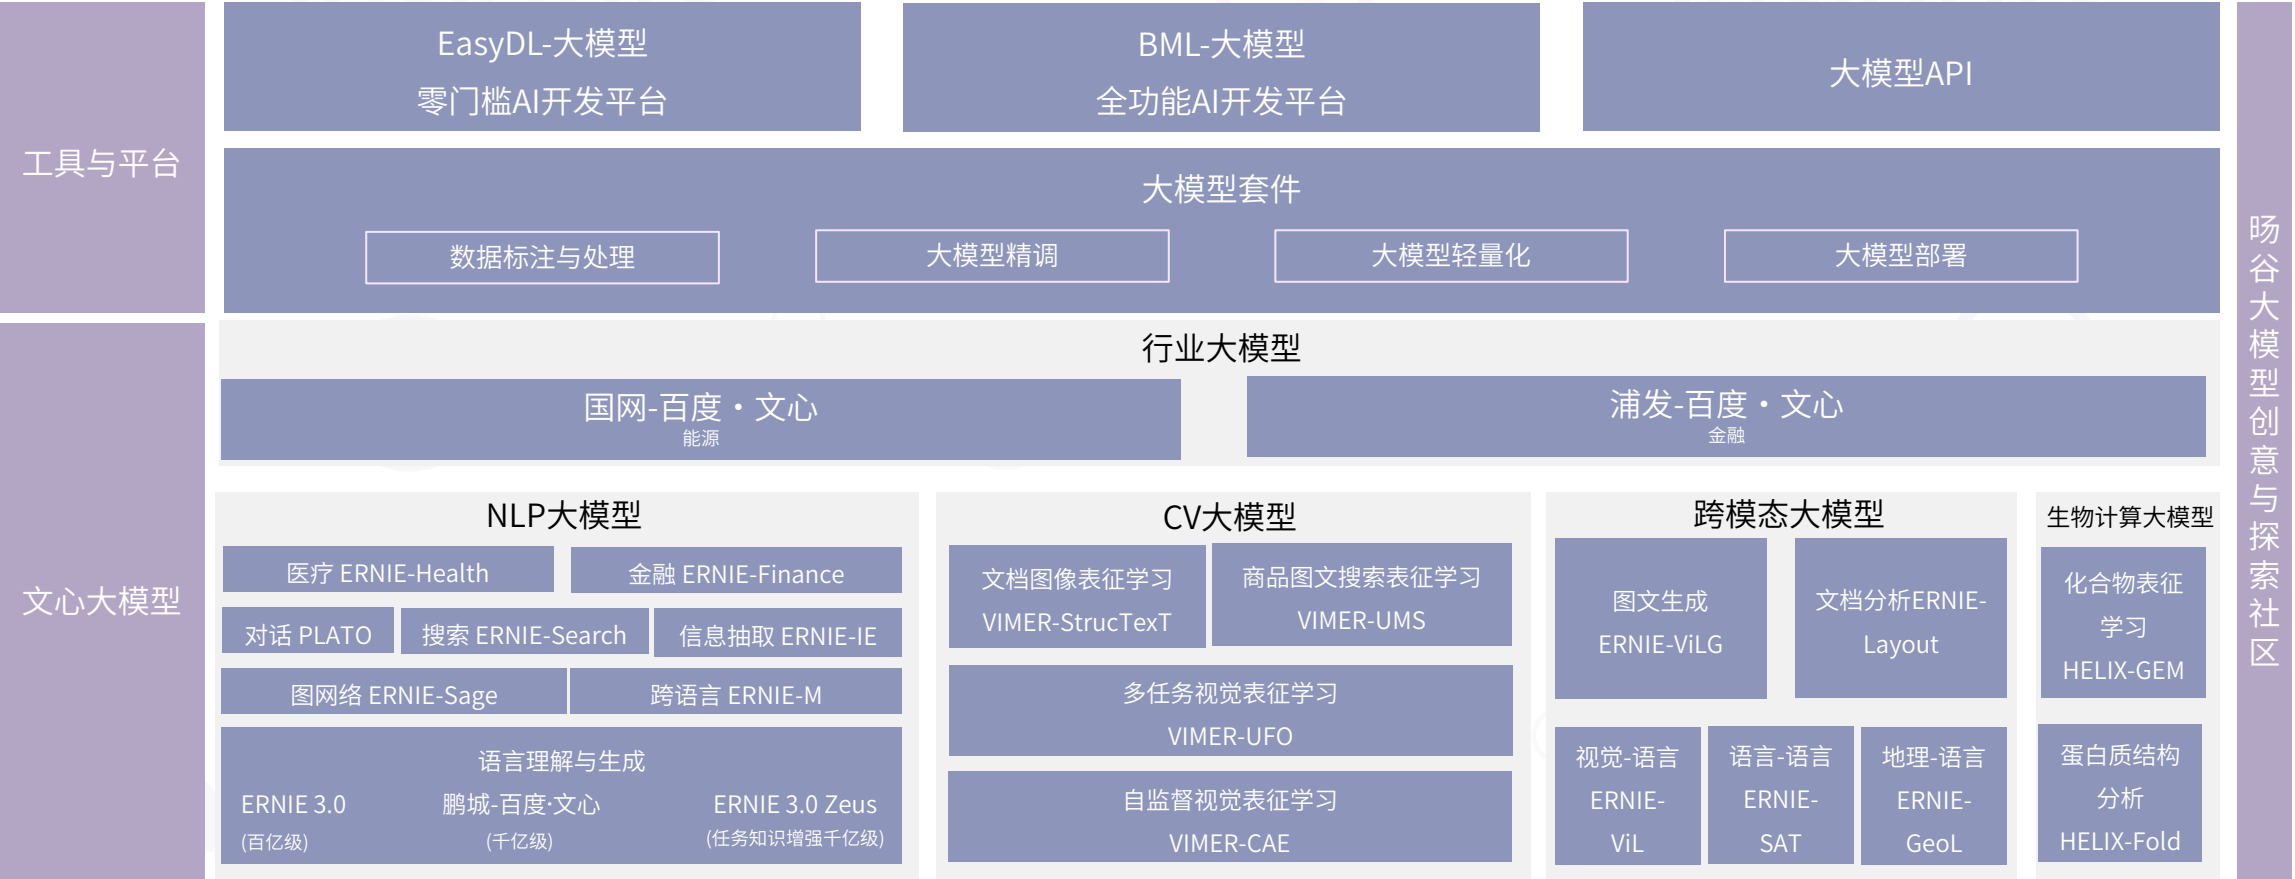 工具与平台
EasyDL-大模型
零门槛AI开发平台
BML-大模型
全功能AI开发平台
大模型API
大模型套件
数据标注与处理
大模型精调
大模型轻量化
大模型部署
文心大模型
行业大模型
国网-百度·文心
能源
浦发-百度·文心
金融
NLP大模型
医疗 ERNIE-Health
金融 ERNIE-Finance
对话 PLATO
搜索 ERNIE-Search
信息抽取 ERNIE-IE
图网络 ERNIE-Sage
跨语言 ERNIE-M
语言理解与生成
ERNIE 3.0
(百亿级)
鹏城-百度·文心
(千亿级)
ERNIE 3.0 Zeus
(任务知识增强千亿级)
CV大模型
文档图像表征学习
VIMER-StrucTexT
商品图文搜索表征学习
VIMER-UMS
多任务视觉表征学习
VIMER-UFO
自监督视觉表征学习
VIMER-CAE
跨模态大模型
图文生成
ERNIE-ViLG
文档分析ERNIE-
Layout
视觉-语言
ERNIE-
ViL
语言-语言
ERNIE-
SAT
地理-语言
ERNIE-
GeoL
生物计算大模型
化合物表征
学习
HELIX-GEM
蛋白质结构
分析
HELIX-Fold
旸谷大模型创意与探索社区